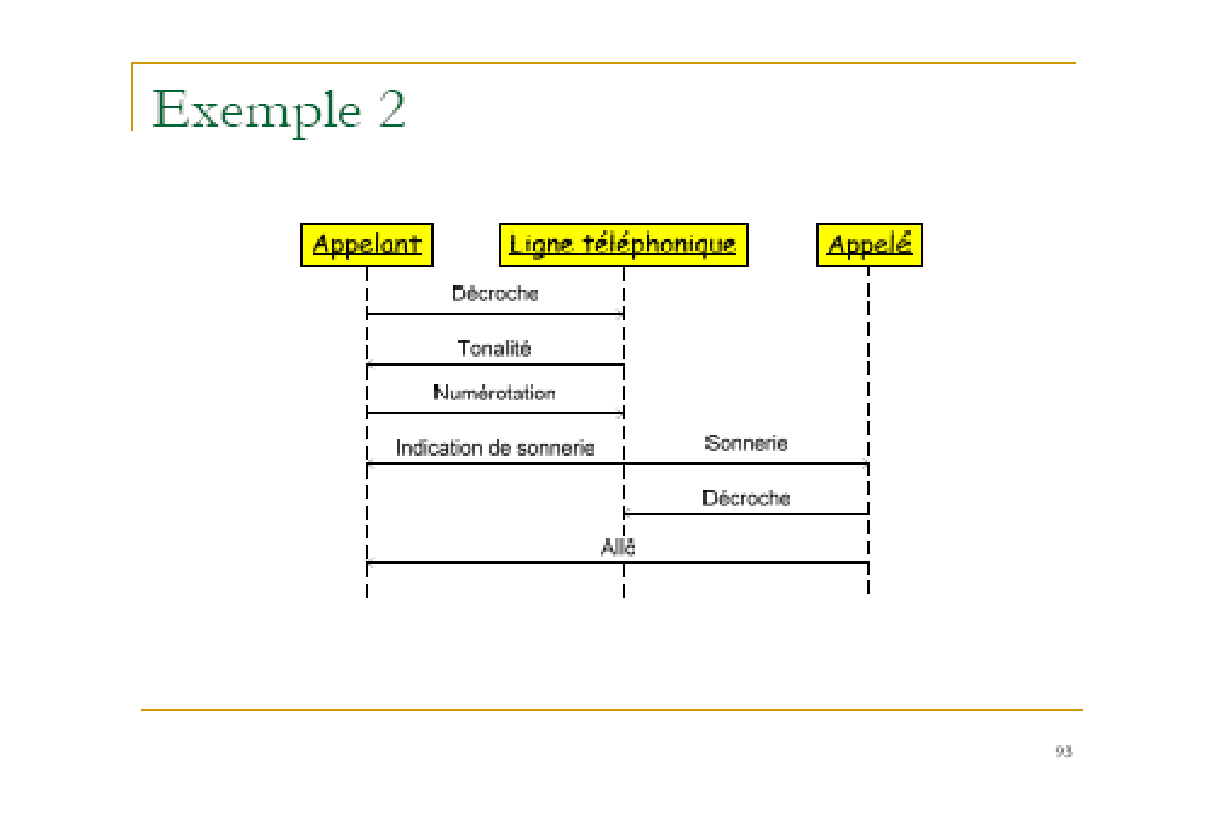 Exemple 2
Appelant
Ligne téléphonique
Appelé
Décroche
Tonalité
Numérotation
Indication de sonnerie
Sonnerie
Décroche
Allô
93